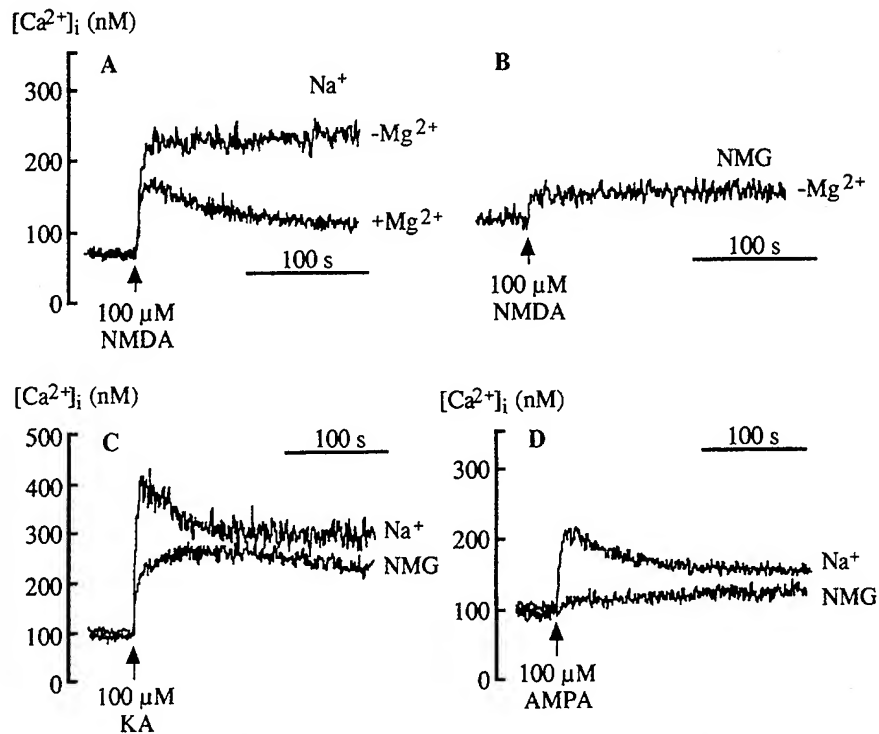 [Ca²⁺]ᵢ (nM)
A
B
300
200
100
0
Na⁺
-Mg²⁺
+Mg²⁺
100 s
100 µM
NMDA
NMG
-Mg²⁺
100 s
100 µM
NMDA
[Ca²⁺]ᵢ (nM)
C
500
400
300
200
100
0
100 s
Na⁺
NMG
100 µM
KA
[Ca²⁺]ᵢ (nM)
D
300
200
100
0
100 s
Na⁺
NMG
100 µM
AMPA